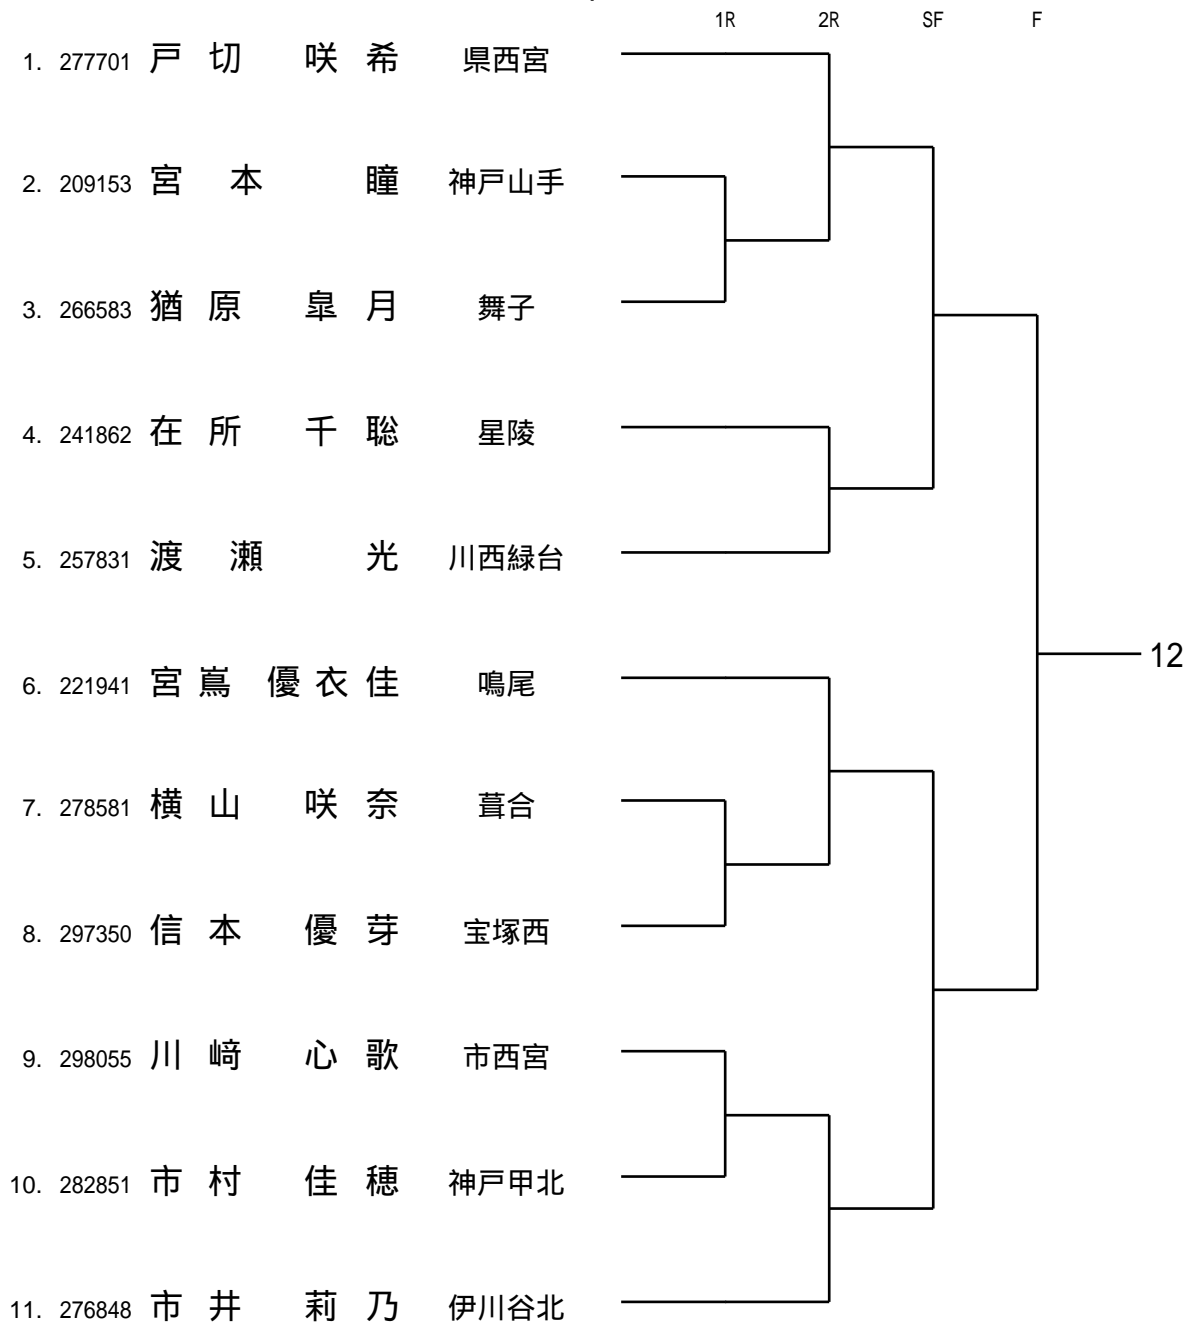 1R 2R SF F
1. 277701 戸切 咲希 県西宮
2. 209153 宮本 瞳 神戸山手
3. 266583 猶原 皐月 舞子
4. 241862 在所 千聡 星陵
5. 257831 渡瀬 光 川西緑台
12
6. 221941 宮嶌 優衣佳 鳴尾
7. 278581 横山 咲奈 葺合
8. 297350 信本 優芽 宝塚西
9. 298055 川﨑 心歌 市西宮
10. 282851 市村 佳穂 神戸甲北
11. 276848 市井 莉乃 伊川谷北